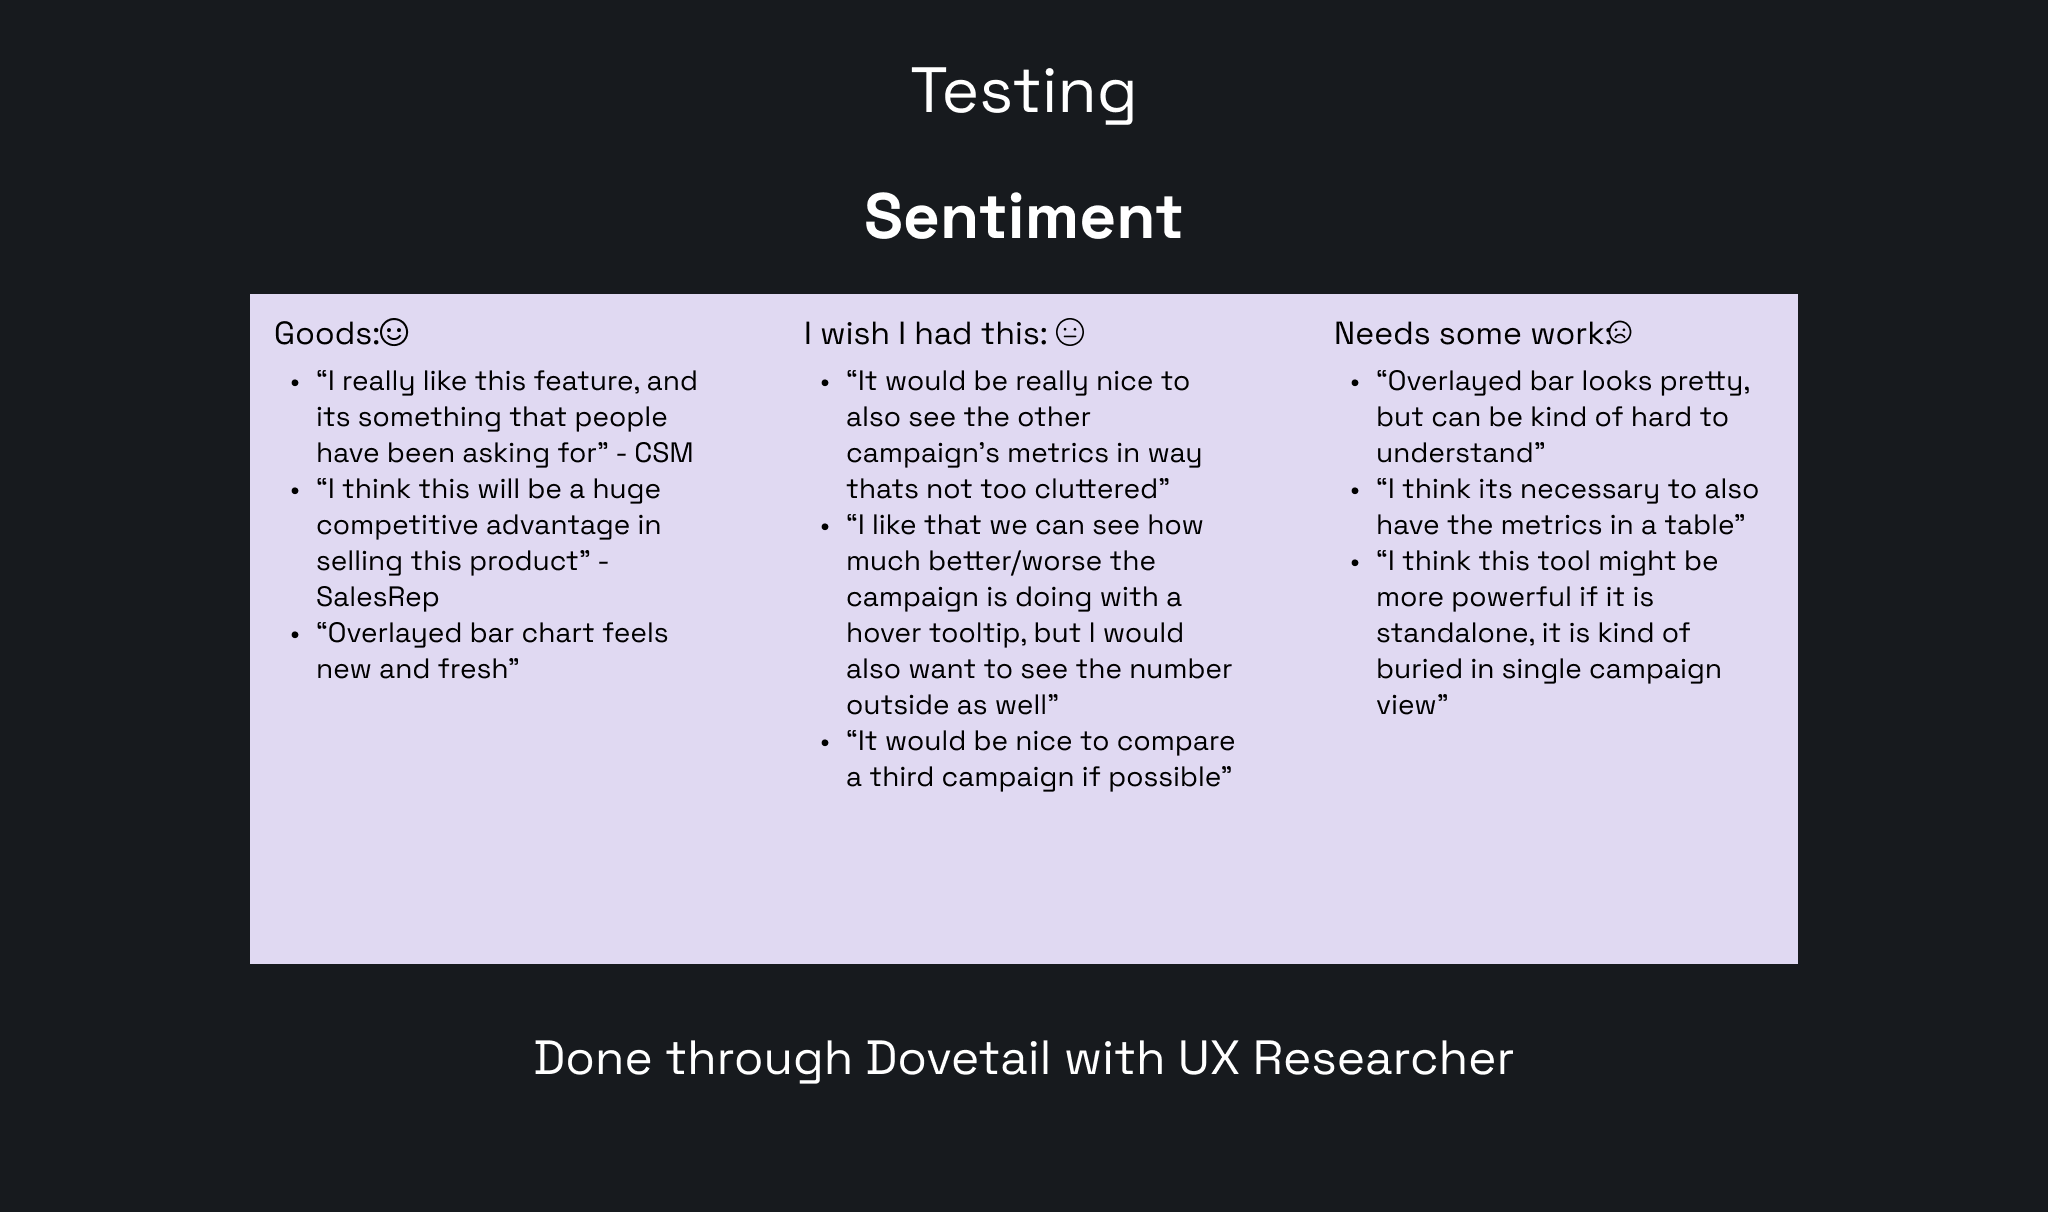 Testing
Sentiment
Goods:
• “I really like this feature, and
its something that people
have been asking for” - CSM
• “I think this will be a huge
competitive advantage in
selling this product” -
SalesRep
• “Overlayed bar chart feels
new and fresh”
I wish I had this:
• “It would be really nice to
also see the other
campaign’s metrics in way
thats not too cluttered”
• “I like that we can see how
much better/worse the
campaign is doing with a
hover tooltip, but I would
also want to see the number
outside as well”
• “It would be nice to compare
a third campaign if possible”
Needs some work:
• “Overlayed bar looks pretty,
but can be kind of hard to
understand”
• “I think its necessary to also
have the metrics in a table”
• “I think this tool might be
more powerful if it is
standalone, it is kind of
buried in single campaign
view”
Done through Dovetail with UX Researcher